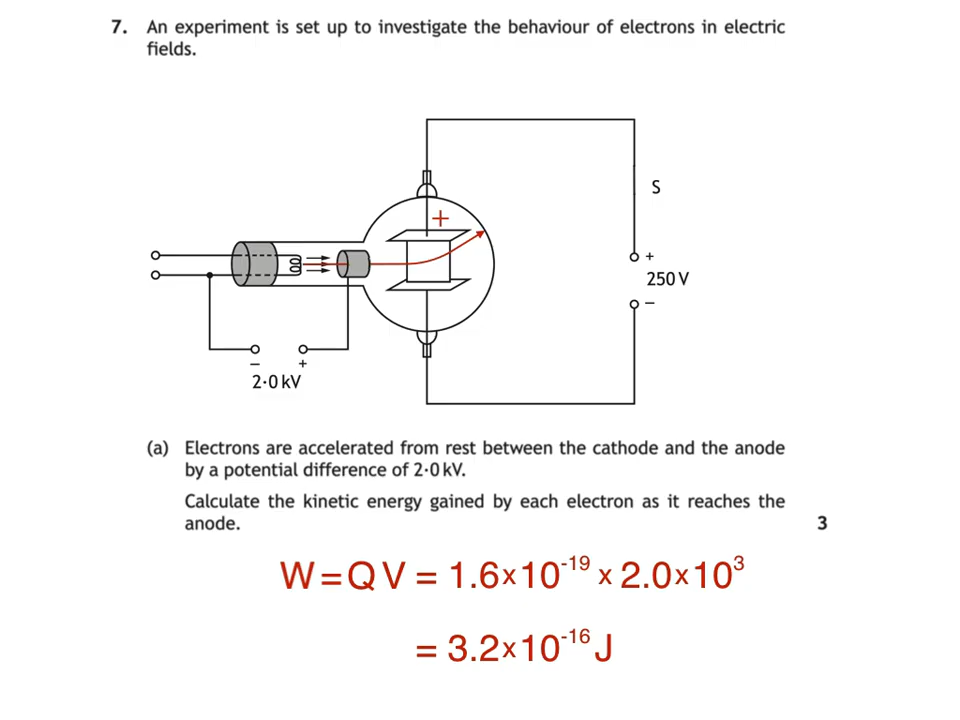 7. An experiment is set up to investigate the behaviour of electrons in electric
fields.
S
+
+
250 V
–
– +
2·0 kV
(a) Electrons are accelerated from rest between the cathode and the anode
by a potential difference of 2·0 kV.
Calculate the kinetic energy gained by each electron as it reaches the
anode. 3
W = Q V = 1.6 x 10⁻¹⁹ x 2.0 x 10³
= 3.2 x 10⁻¹⁶ J